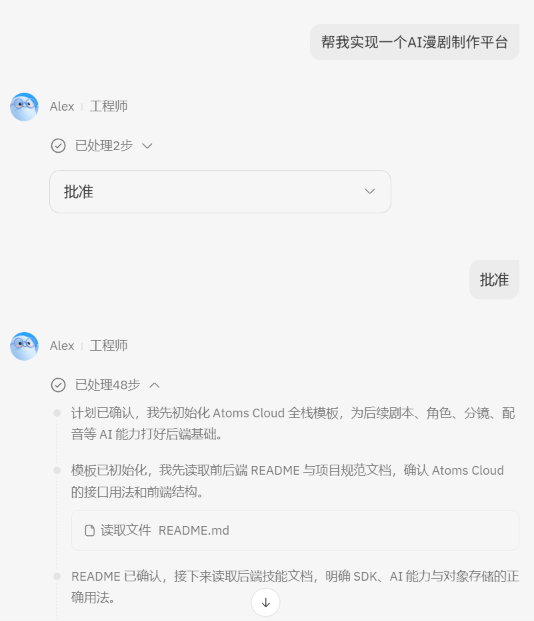 帮我实现一个AI漫剧制作平台
Alex 工程师
已处理2步
批准
批准
Alex 工程师
已处理48步
计划已确认，我先初始化 Atoms Cloud 全栈模板，为后续剧本、角色、分镜、配
音等 AI 能力打好后端基础。
模板已初始化，我先读取前后端 README 与项目规范文档，确认 Atoms Cloud
的接口用法和前端结构。
读取文件 README.md
README 已确认，接下来读取后端技能文档，明确 SDK、AI 能力与对象存储的正
确用法。